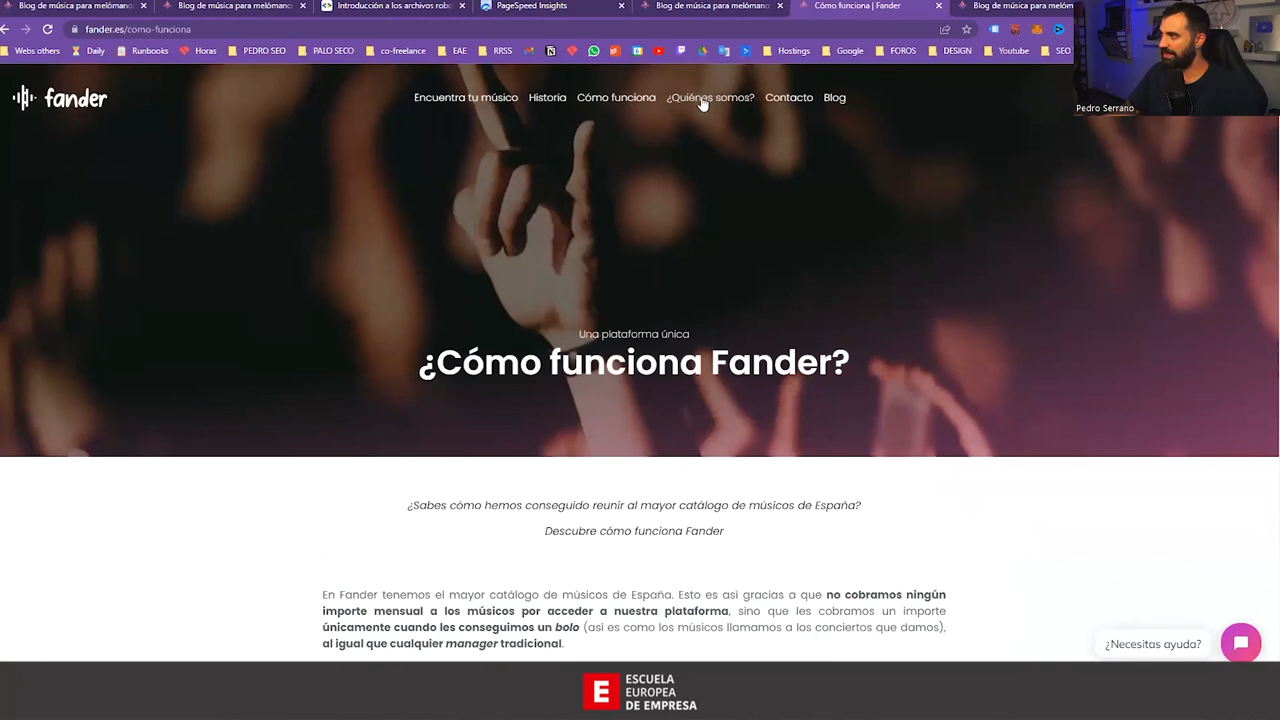 Blog de música para melómano
Blog de música para melómano
Introducción a los archivos robo
PageSpeed Insights
Blog de música para melómano
Cómo funciona | Fander
Blog de música para melóm
fander.es/como-funciona
Webs others
Daily
Runbooks
Horas
PEDRO SEO
PALO SECO
co-freelance
EAE
RRSS
Hostings
Google
FOROS
DESIGN
Youtube
SEO
Pedro Serrano
fander
Encuentra tu músico
Historia
Cómo funciona
¿Quiénes somos?
Contacto
Blog
Una plataforma única
¿Cómo funciona Fander?
¿Sabes cómo hemos conseguido reunir al mayor catálogo de músicos de España?
Descubre cómo funciona Fander
En Fander tenemos el mayor catálogo de músicos de España. Esto es asi gracias a que no cobramos ningún
importe mensual a los músicos por acceder a nuestra plataforma, sino que les cobramos un importe
únicamente cuando les conseguimos un bolo (así es como los músicos llamamos a los conciertos que damos),
al igual que cualquier manager tradicional.
¿Necesitas ayuda?
E
ESCUELA
EUROPEA
DE EMPRESA